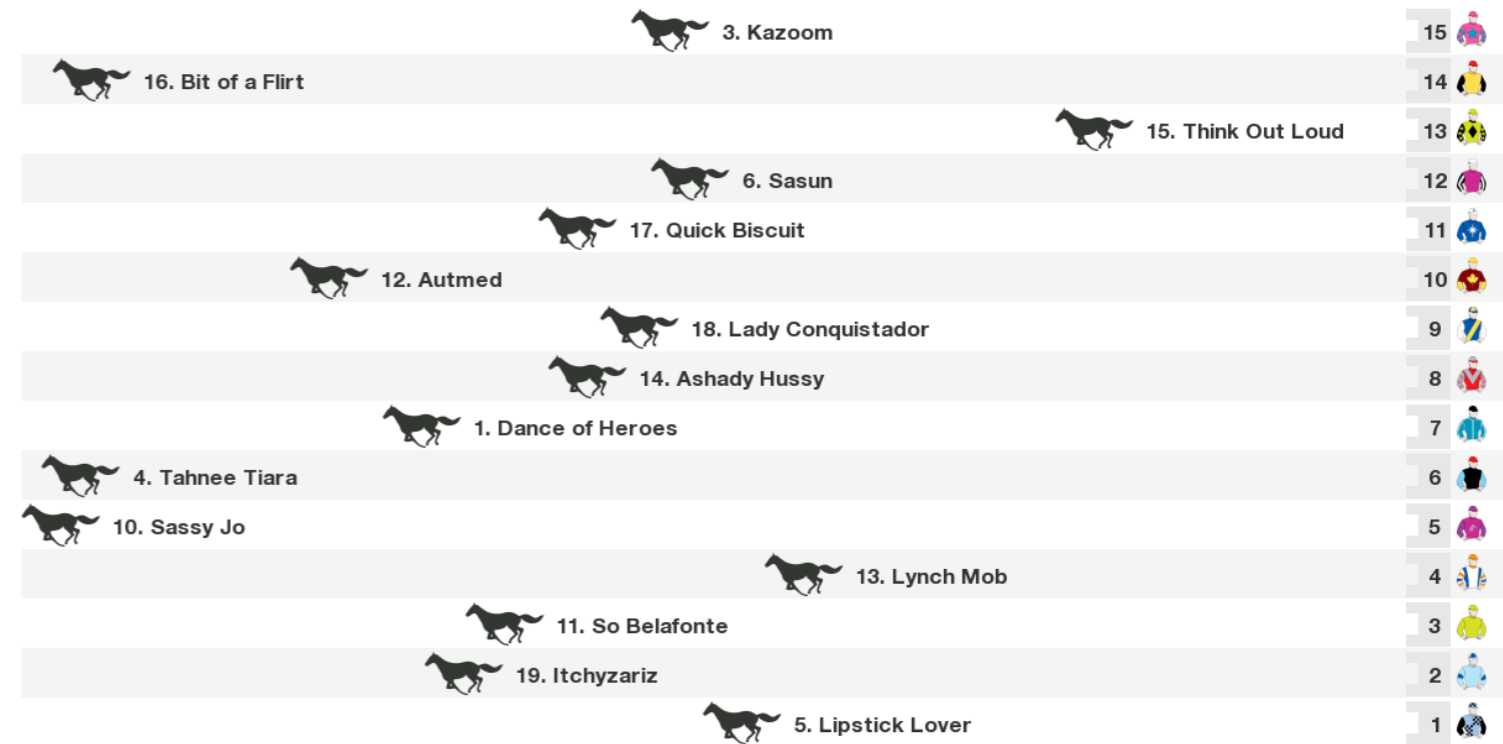 3. Kazoom 15
16. Bit of a Flirt 14
15. Think Out Loud 13
6. Sasun 12
17. Quick Biscuit 11
12. Autmed 10
18. Lady Conquistador 9
14. Ashady Hussy 8
1. Dance of Heroes 7
4. Tahnee Tiara 6
10. Sassy Jo 5
13. Lynch Mob 4
11. So Belafonte 3
19. Itchyzariz 2
5. Lipstick Lover 1